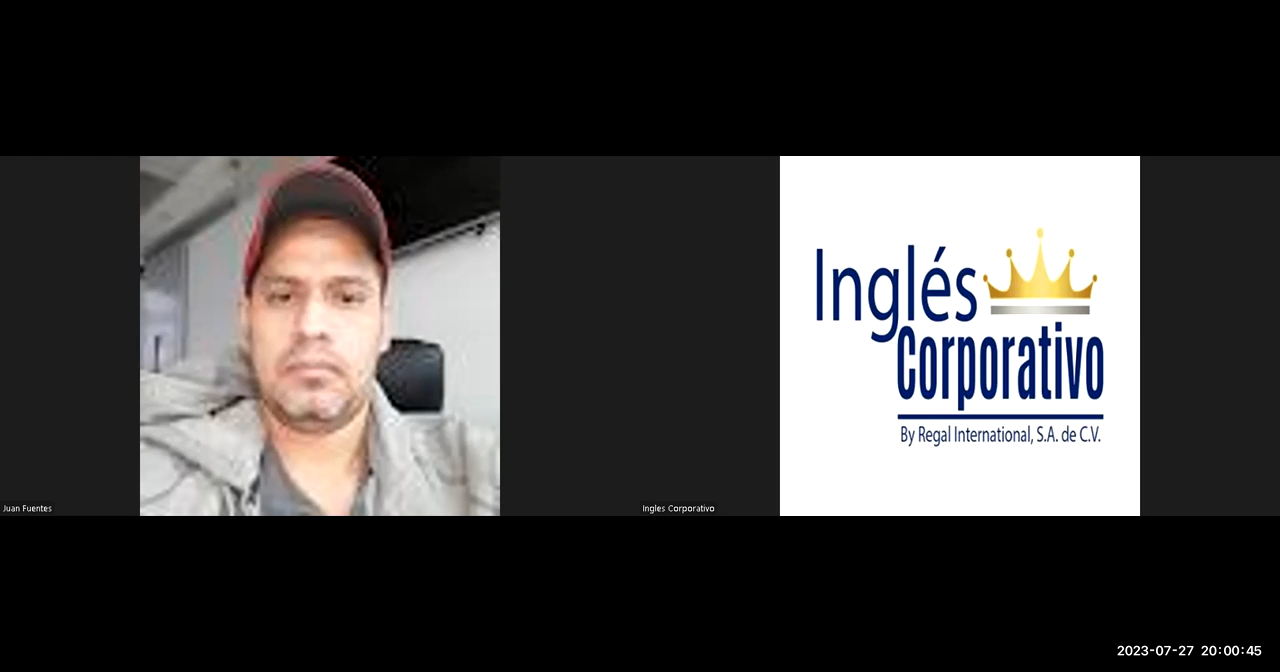 Inglés
Corporativo
By Regal International, S.A. de C.V.
Juan Fuentes
Ingles Corporativo
2023-07-27 20:00:45